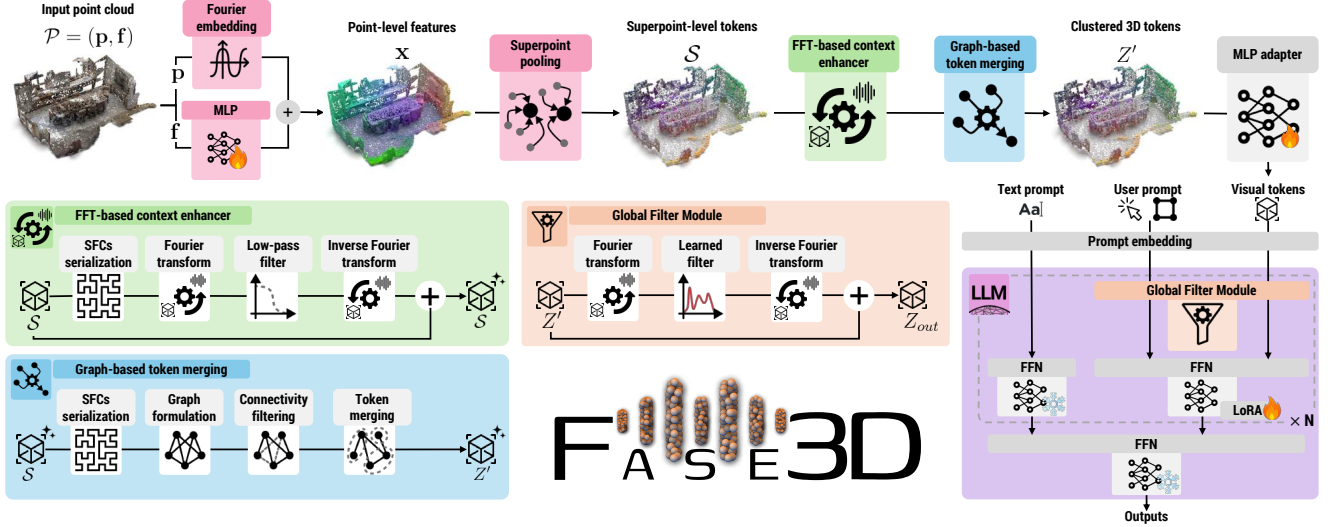 Input point cloud
𝒫 = (p, f)
Fourier
embedding
p
f
MLP
+
Point-level features
x
Superpoint
pooling
Superpoint-level tokens
𝒮
FFT-based context
enhancer
Graph-based
token merging
Clustered 3D tokens
Z′
MLP adapter
Text prompt
Aa
User prompt
Visual tokens
Prompt embedding
LLM
Global Filter Module
FFN
FFN
LoRA
× N
FFN
Outputs
FFT-based context enhancer
SFCs
serialization
Fourier
transform
Low-pass
filter
Inverse Fourier
transform
𝒮
+
𝒮
Global Filter Module
Fourier
transform
Learned
filter
Inverse Fourier
transform
Z′
+
Z_out
Graph-based token merging
SFCs
serialization
Graph
formulation
Connectivity
filtering
Token
merging
𝒮
Z′
FASE3D